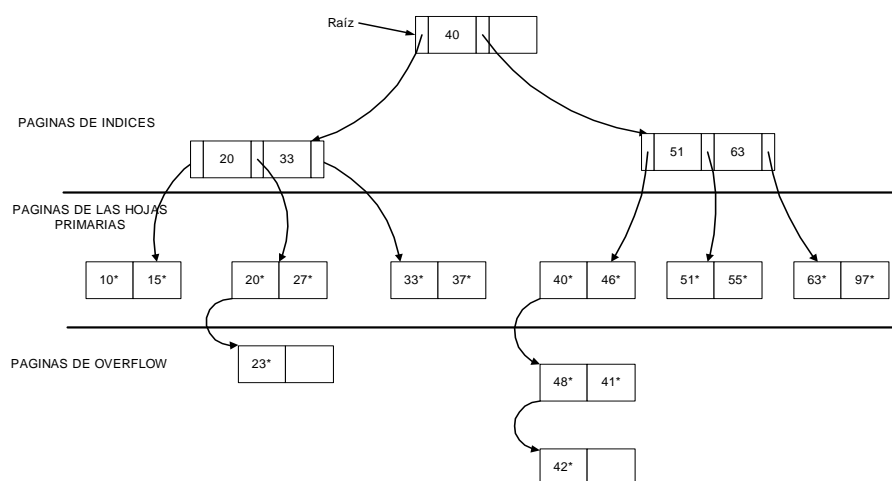 Raíz
40
PAGINAS DE INDICES
20 33
51 63
PAGINAS DE LAS HOJAS
PRIMARIAS
10* 15*
20* 27*
33* 37*
40* 46*
51* 55*
63* 97*
PAGINAS DE OVERFLOW
23*
48* 41*
42*